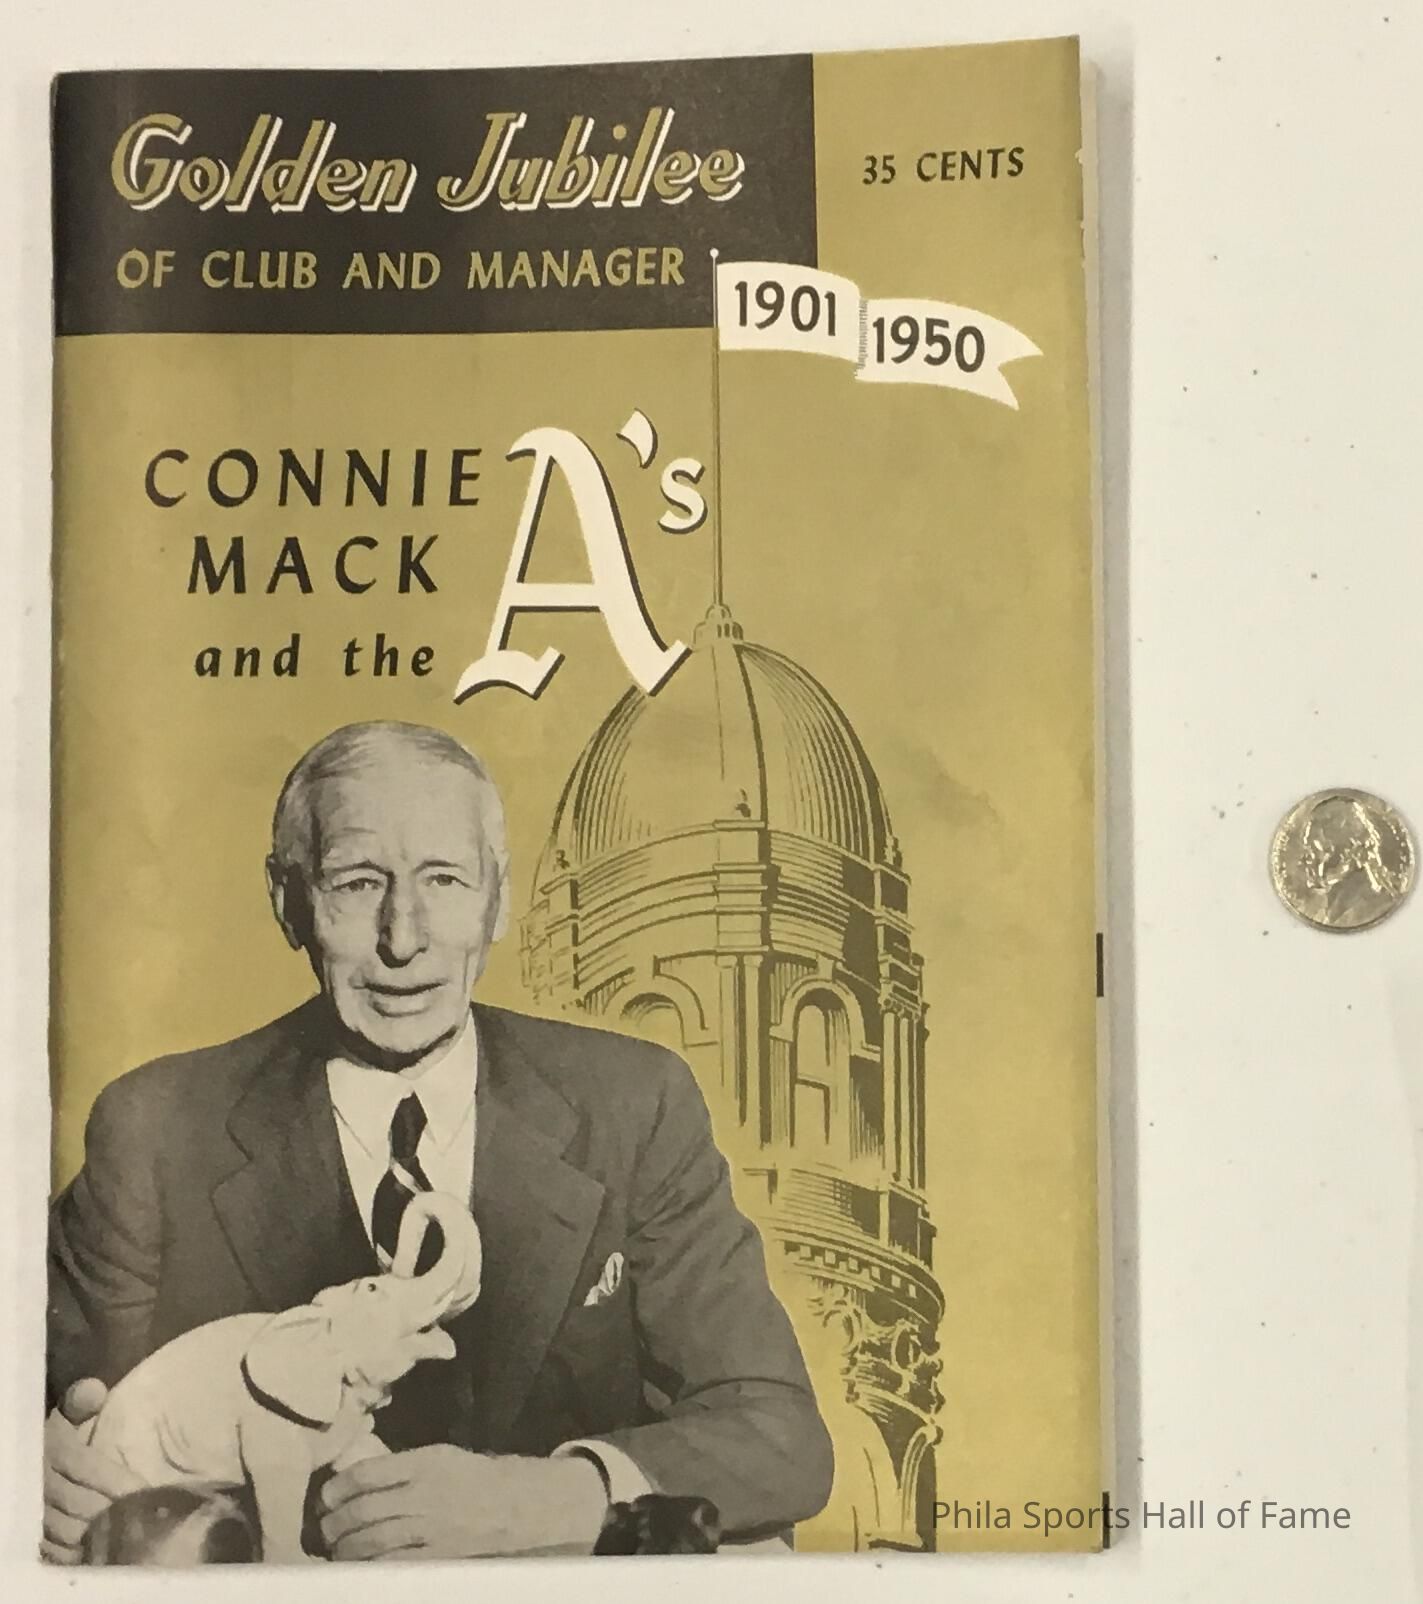 Golden Jubilee
35 CENTS
OF CLUB AND MANAGER
1901 1950
CONNIE
MACK
and the
A's
Phila Sports Hall of Fame